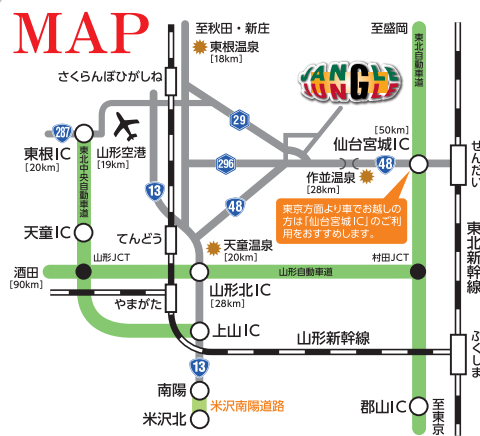 MAP
至秋田・新庄
東根温泉
[18km]
至盛岡
東北自動車道
さくらんぼひがしね
JANGLE
JUNGLE
287
29
[50km]
仙台宮城IC
東根IC
[20km]
東北中央自動車道
山形空港
[19km]
296
48
せんだい
作並温泉
[28km]
13
48
東京方面より車でお越しの
方は「仙台宮城IC」のご利
用をおすすめします。
天童IC
てんどう
天童温泉
[20km]
東北新幹線
山形JCT
村田JCT
酒田
[90km]
山形自動車道
やまがた
山形北IC
[28km]
上山IC
山形新幹線
ふくしま
13
南陽
米沢南陽道路
米沢北
郡山IC
至東京